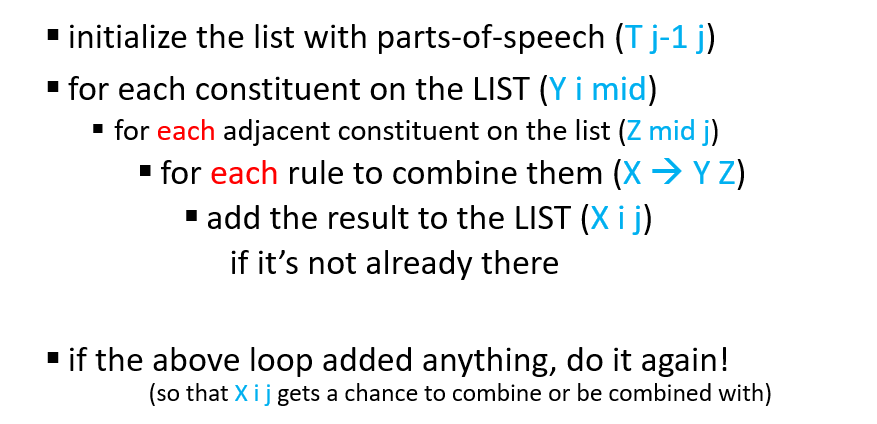 ▪ initialize the list with parts-of-speech (T j-1 j)
▪ for each constituent on the LIST (Y i mid)
▪ for each adjacent constituent on the list (Z mid j)
▪ for each rule to combine them (X → Y Z)
▪ add the result to the LIST (X i j)
if it’s not already there
▪ if the above loop added anything, do it again!
(so that X i j gets a chance to combine or be combined with)